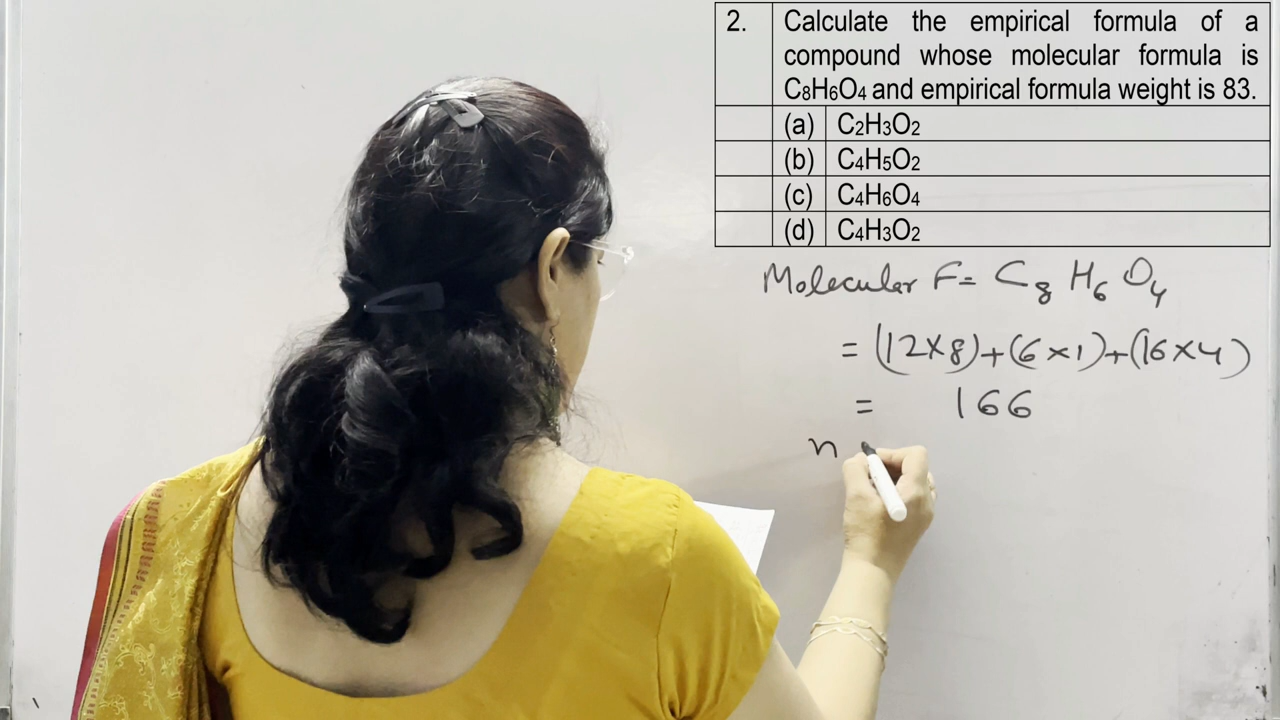 2. Calculate the empirical formula of a
compound whose molecular formula is
C8H6O4 and empirical formula weight is 83.
(a) C2H3O2
(b) C4H5O2
(c) C4H6O4
(d) C4H3O2
Molecular F= C8 H6 O4
= (12×8)+(6×1)+(16×4)
= 166
n